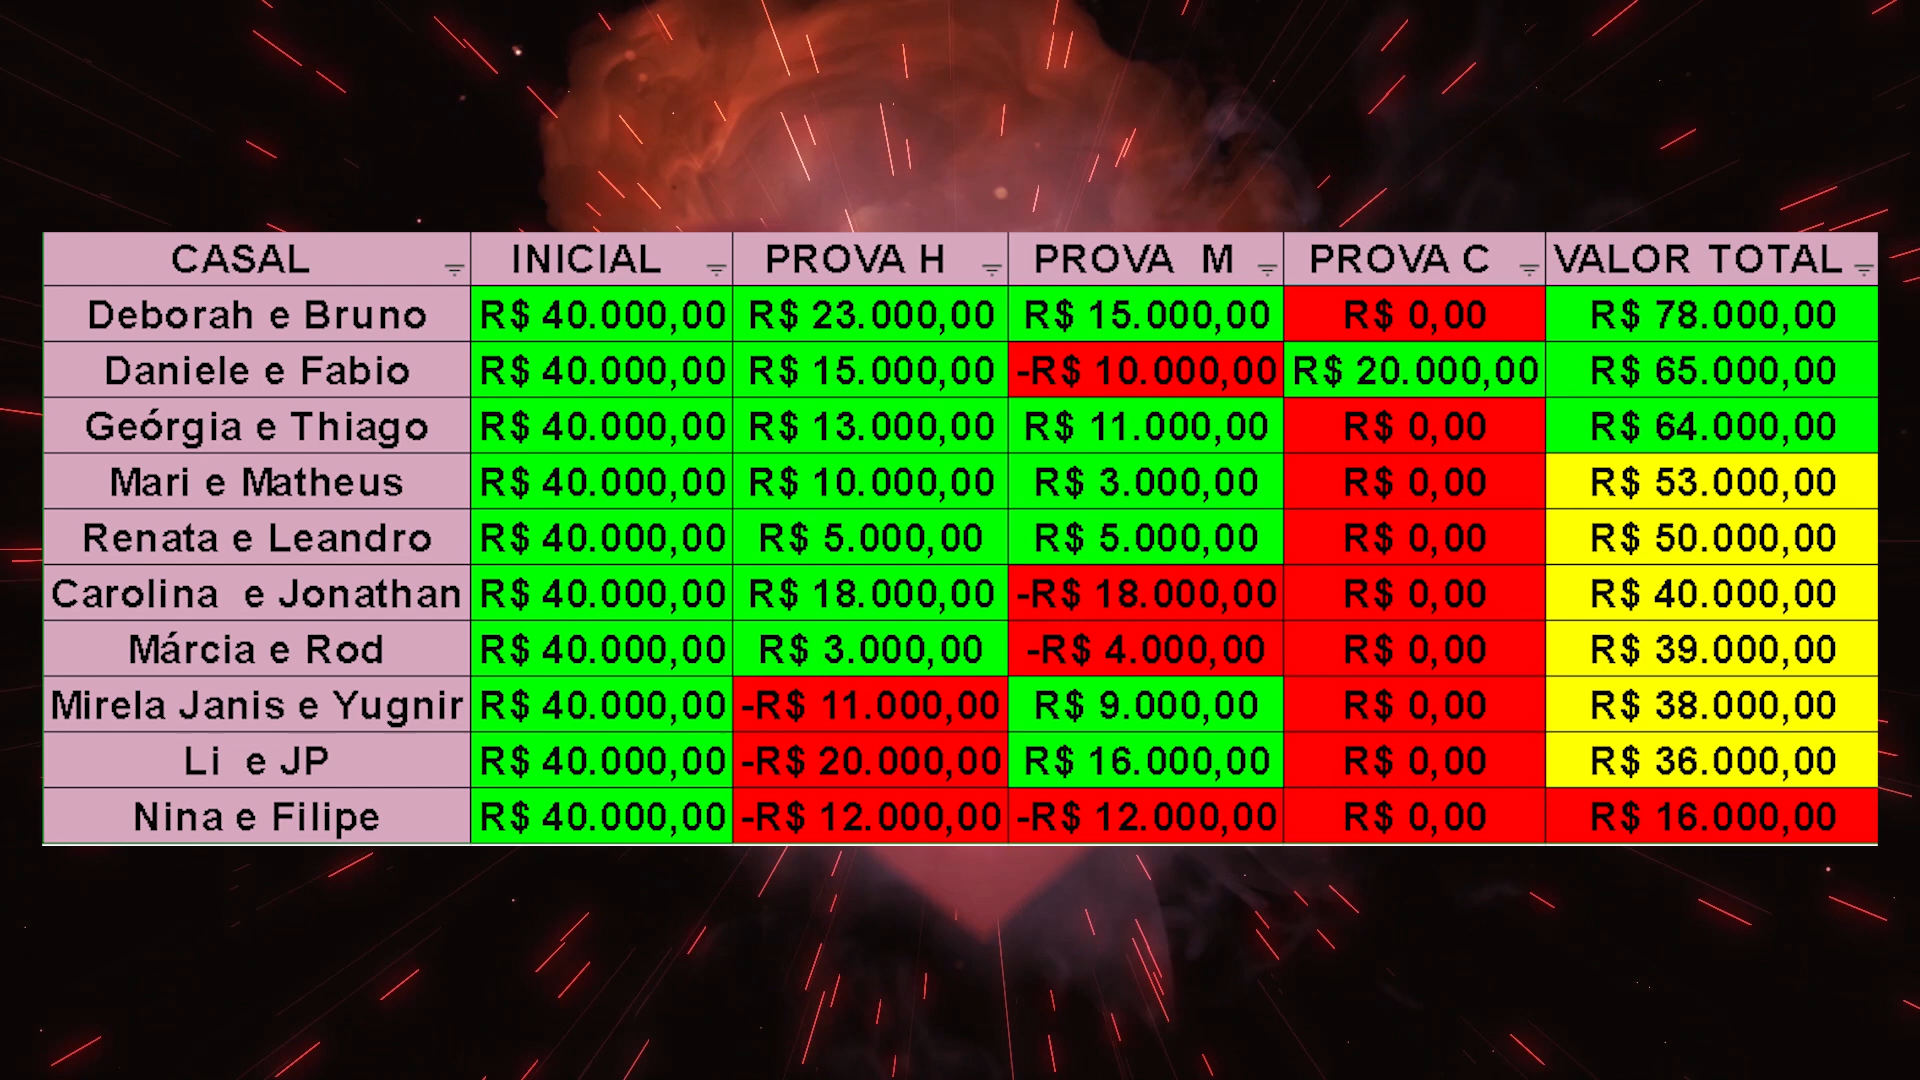 CASAL INICIAL PROVA H PROVA M PROVA C VALOR TOTAL
Deborah e Bruno R$ 40.000,00 R$ 23.000,00 R$ 15.000,00 R$ 0,00 R$ 78.000,00
Daniele e Fabio R$ 40.000,00 R$ 15.000,00 -R$ 10.000,00 R$ 20.000,00 R$ 65.000,00
Geórgia e Thiago R$ 40.000,00 R$ 13.000,00 R$ 11.000,00 R$ 0,00 R$ 64.000,00
Mari e Matheus R$ 40.000,00 R$ 10.000,00 R$ 3.000,00 R$ 0,00 R$ 53.000,00
Renata e Leandro R$ 40.000,00 R$ 5.000,00 R$ 5.000,00 R$ 0,00 R$ 50.000,00
Carolina e Jonathan R$ 40.000,00 R$ 18.000,00 -R$ 18.000,00 R$ 0,00 R$ 40.000,00
Márcia e Rod R$ 40.000,00 R$ 3.000,00 -R$ 4.000,00 R$ 0,00 R$ 39.000,00
Mirela Janis e Yugnir R$ 40.000,00 -R$ 11.000,00 R$ 9.000,00 R$ 0,00 R$ 38.000,00
Li e JP R$ 40.000,00 -R$ 20.000,00 R$ 16.000,00 R$ 0,00 R$ 36.000,00
Nina e Filipe R$ 40.000,00 -R$ 12.000,00 -R$ 12.000,00 R$ 0,00 R$ 16.000,00